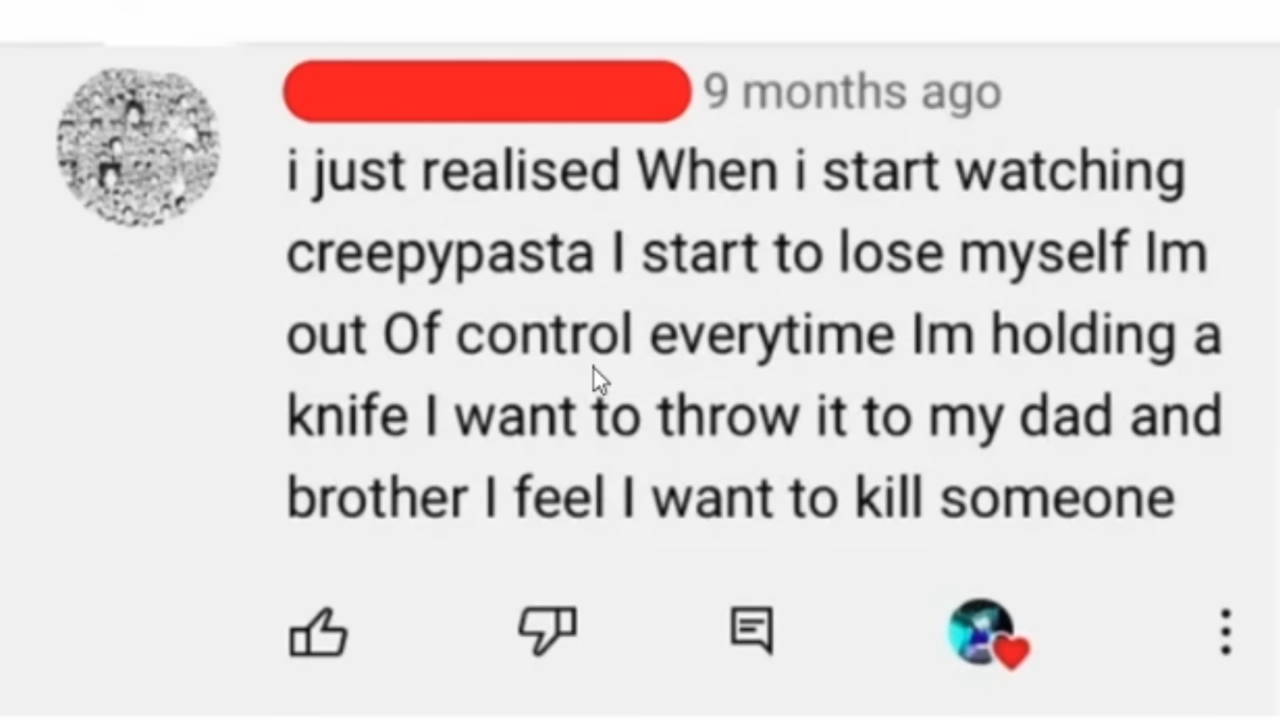 9 months ago
i just realised When i start watching
creepypasta I start to lose myself Im
out Of control everytime Im holding a
knife I want to throw it to my dad and
brother I feel I want to kill someone